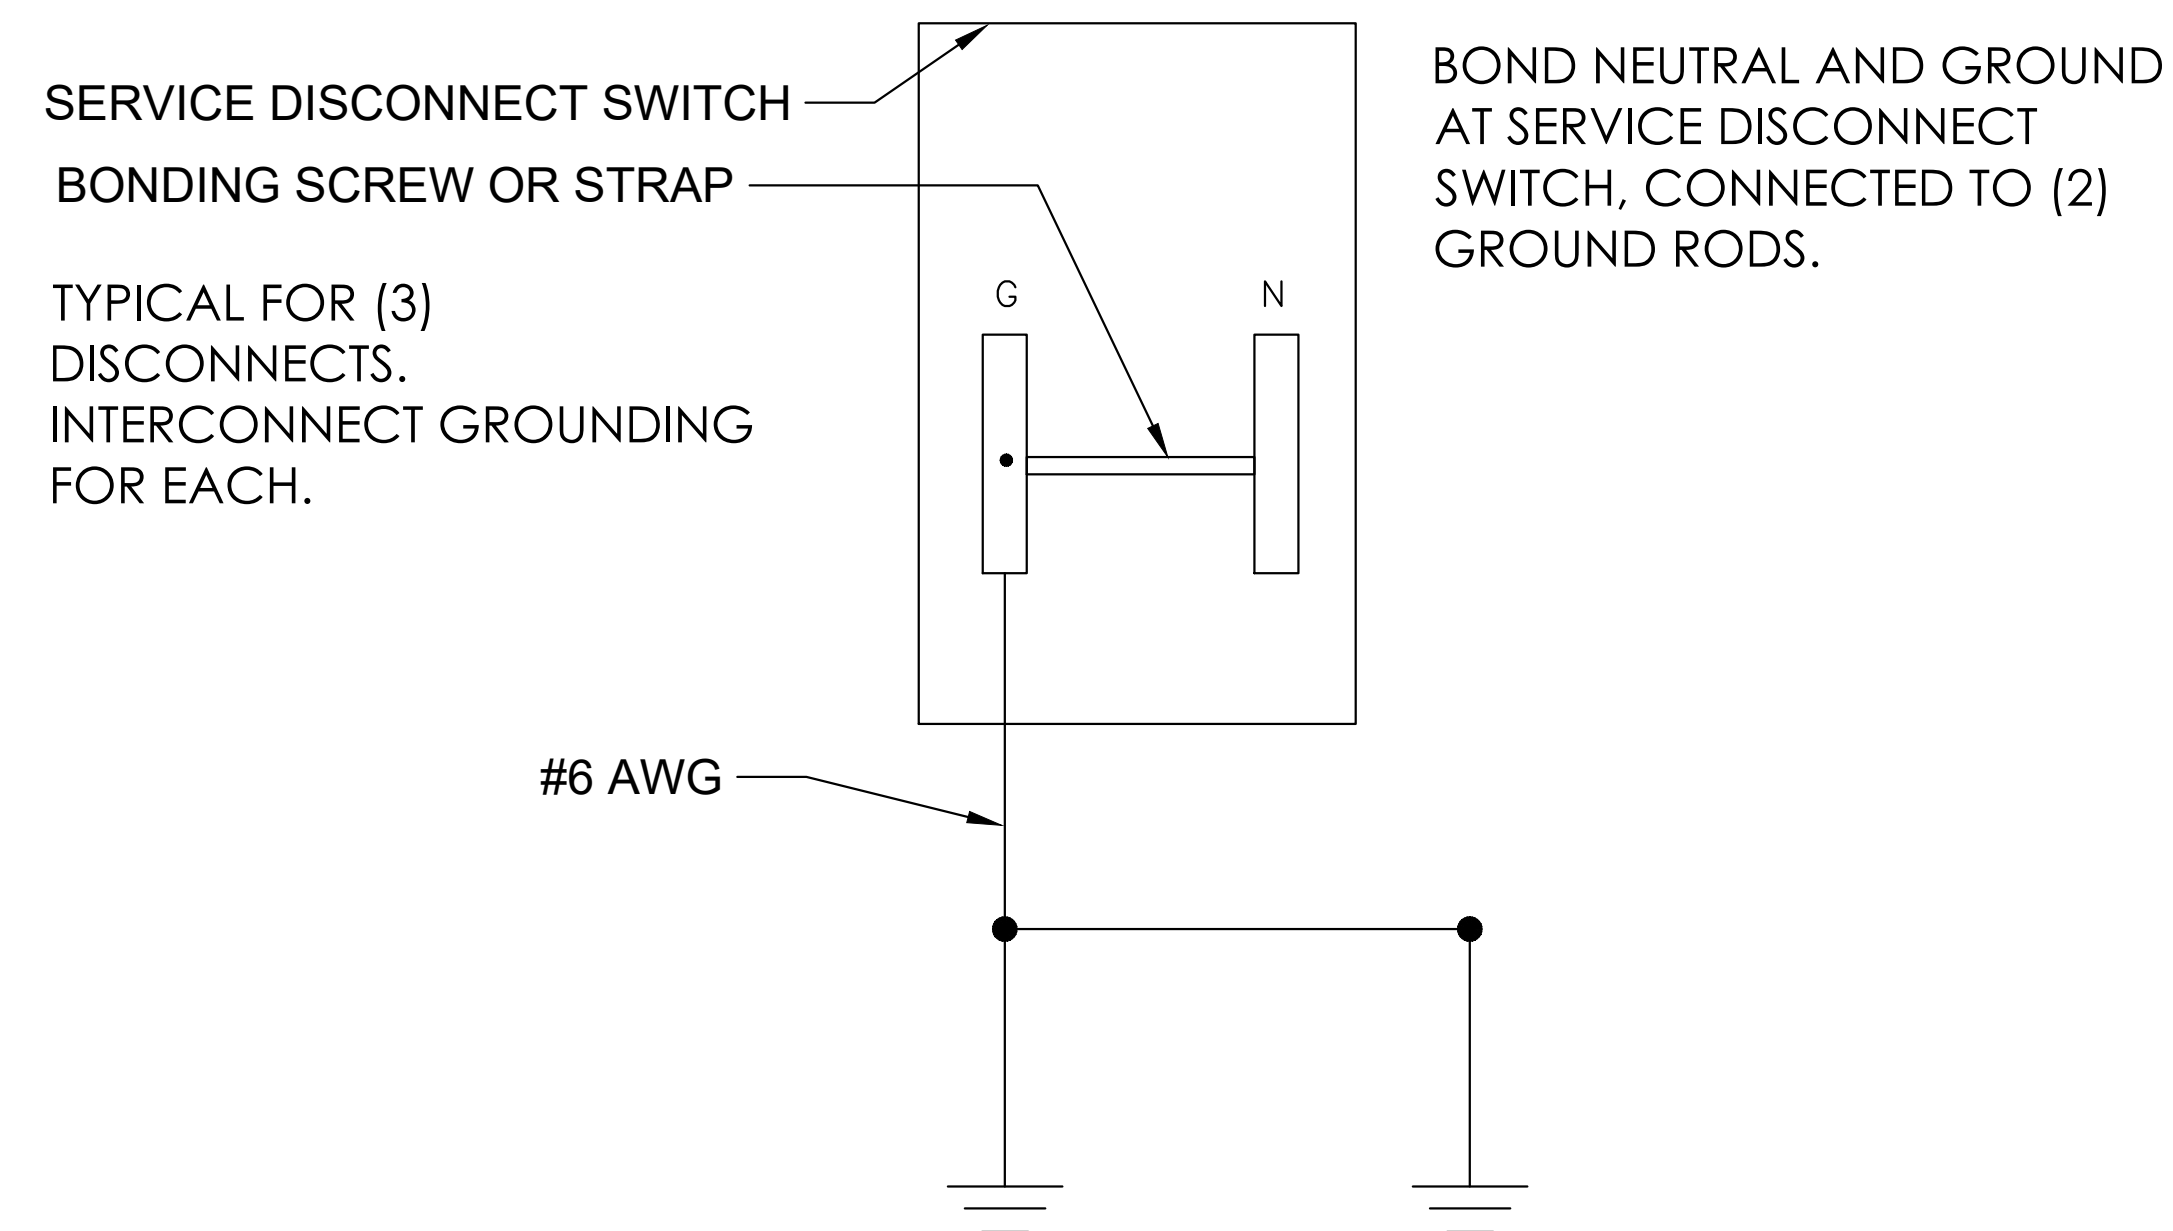 SERVICE DISCONNECT SWITCH
BONDING SCREW OR STRAP
TYPICAL FOR (3)
DISCONNECTS.
INTERCONNECT GROUNDING
FOR EACH.
BOND NEUTRAL AND GROUND
AT SERVICE DISCONNECT
SWITCH, CONNECTED TO (2)
GROUND RODS.
G
N
#6 AWG